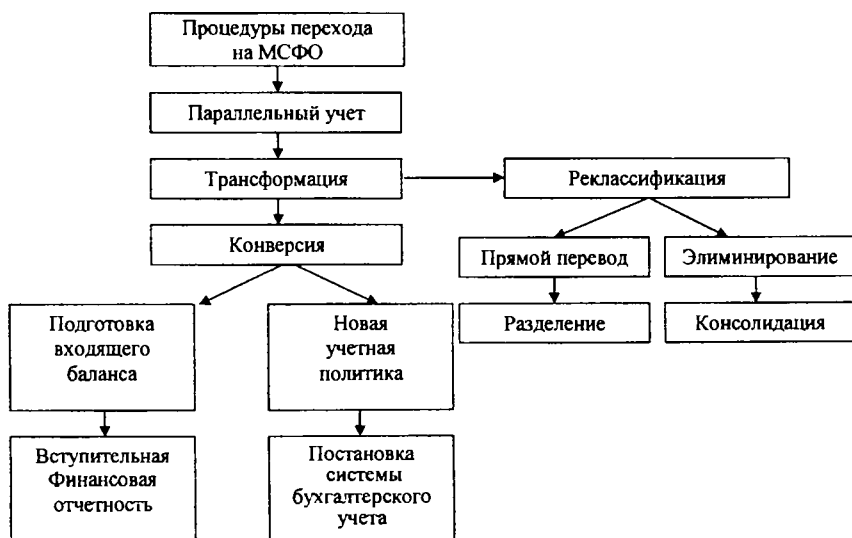 Процедуры перехода
на МСФО
Параллельный учет
Трансформация
Реклассификация
Конверсия
Прямой перевод
Элиминирование
Подготовка
входящего
баланса
Новая
учетная
политика
Разделение
Консолидация
Вступительная
Финансовая
отчетность
Постановка
системы
бухгалтерского
учета